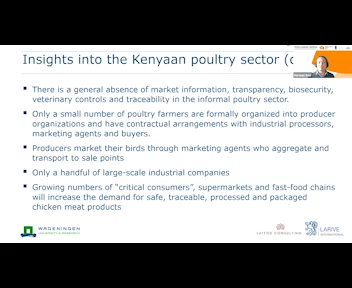 Insights into the Kenyaan poultry sector (c
There is a general absence of market information, transparency, biosecurity,
veterinary controls and traceability in the informal poultry sector.
Only a small number of poultry farmers are formally organized into producer
organizations and have contractual arrangements with industrial processors,
marketing agents and buyers.
Producers market their birds through marketing agents who aggregate and
transport to sale points
Only a handful of large-scale industrial companies
Growing numbers of "critical consumers", supermarkets and fast-food chains
will increase the demand for safe, traceable, processed and packaged
chicken meat products
WAGENINGEN
UNIVERSITY & RESEARCH
LATTICE CONSULTING
LARIVE
INTERNATIONAL